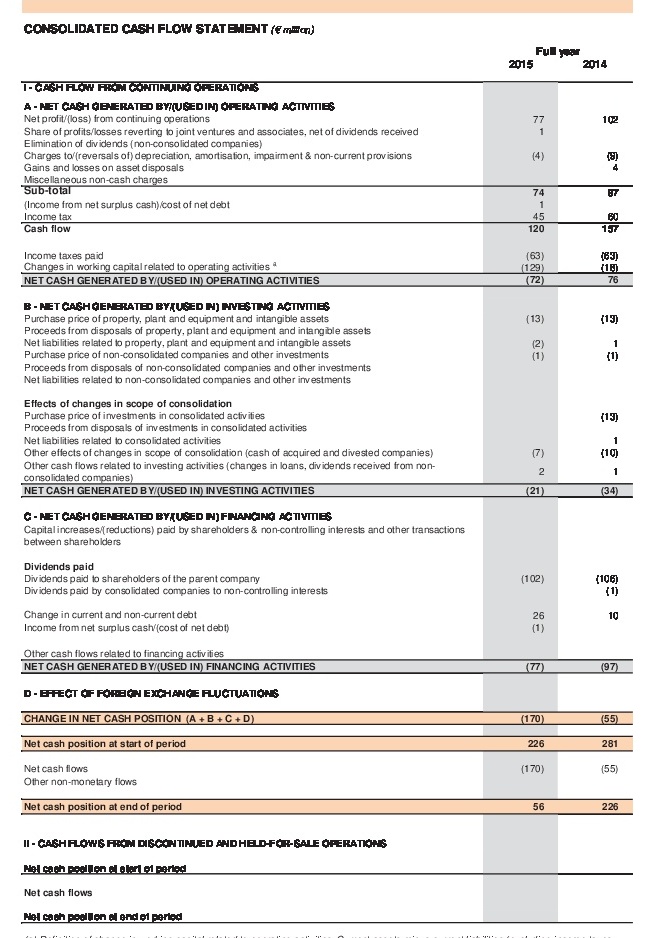 CONSOLIDATED CASH FLOW STATEMENT (€ million)
Full year
2015 2014
I - CASH FLOW FROM CONTINUING OPERATIONS
A - NET CASH GENERATED BY/(USED IN) OPERATING ACTIVITIES
Net profit/(loss) from continuing operations 77 102
Share of profits/losses reverting to joint ventures and associates, net of dividends received 1
Elimination of dividends (non-consolidated companies)
Charges to/(reversals of) depreciation, amortisation, impairment & non-current provisions (4) (9)
Gains and losses on asset disposals 4
Miscellaneous non-cash charges
Sub-total 74 97
(Income from net surplus cash)/cost of net debt 1
Income tax 45 60
Cash flow 120 157
Income taxes paid (63) (63)
Changes in working capital related to operating activities a (129) (18)
NET CASH GENERATED BY/(USED IN) OPERATING ACTIVITIES (72) 76
B - NET CASH GENERATED BY/(USED IN) INVESTING ACTIVITIES
Purchase price of property, plant and equipment and intangible assets (13) (13)
Proceeds from disposals of property, plant and equipment and intangible assets
Net liabilities related to property, plant and equipment and intangible assets (2) 1
Purchase price of non-consolidated companies and other investments (1) (1)
Proceeds from disposals of non-consolidated companies and other investments
Net liabilities related to non-consolidated companies and other investments
Effects of changes in scope of consolidation
Purchase price of investments in consolidated activities (13)
Proceeds from disposals of investments in consolidated activities
Net liabilities related to consolidated activities 1
Other effects of changes in scope of consolidation (cash of acquired and divested companies) (7) (10)
Other cash flows related to investing activities (changes in loans, dividends received from non-
consolidated companies) 2 1
NET CASH GENERATED BY/(USED IN) INVESTING ACTIVITIES (21) (34)
C - NET CASH GENERATED BY/(USED IN) FINANCING ACTIVITIES
Capital increases/(reductions) paid by shareholders & non-controlling interests and other transactions
between shareholders
Dividends paid
Dividends paid to shareholders of the parent company (102) (106)
Dividends paid by consolidated companies to non-controlling interests (1)
Change in current and non-current debt 26 10
Income from net surplus cash/(cost of net debt) (1)
Other cash flows related to financing activities
NET CASH GENERATED BY/(USED IN) FINANCING ACTIVITIES (77) (97)
D - EFFECT OF FOREIGN EXCHANGE FLUCTUATIONS
CHANGE IN NET CASH POSITION (A + B + C + D) (170) (55)
Net cash position at start of period 226 281
Net cash flows (170) (55)
Other non-monetary flows
Net cash position at end of period 56 226
II - CASH FLOWS FROM DISCONTINUED AND HELD-FOR-SALE OPERATIONS
Net cash position at start of period
Net cash flows
Net cash position at end of period